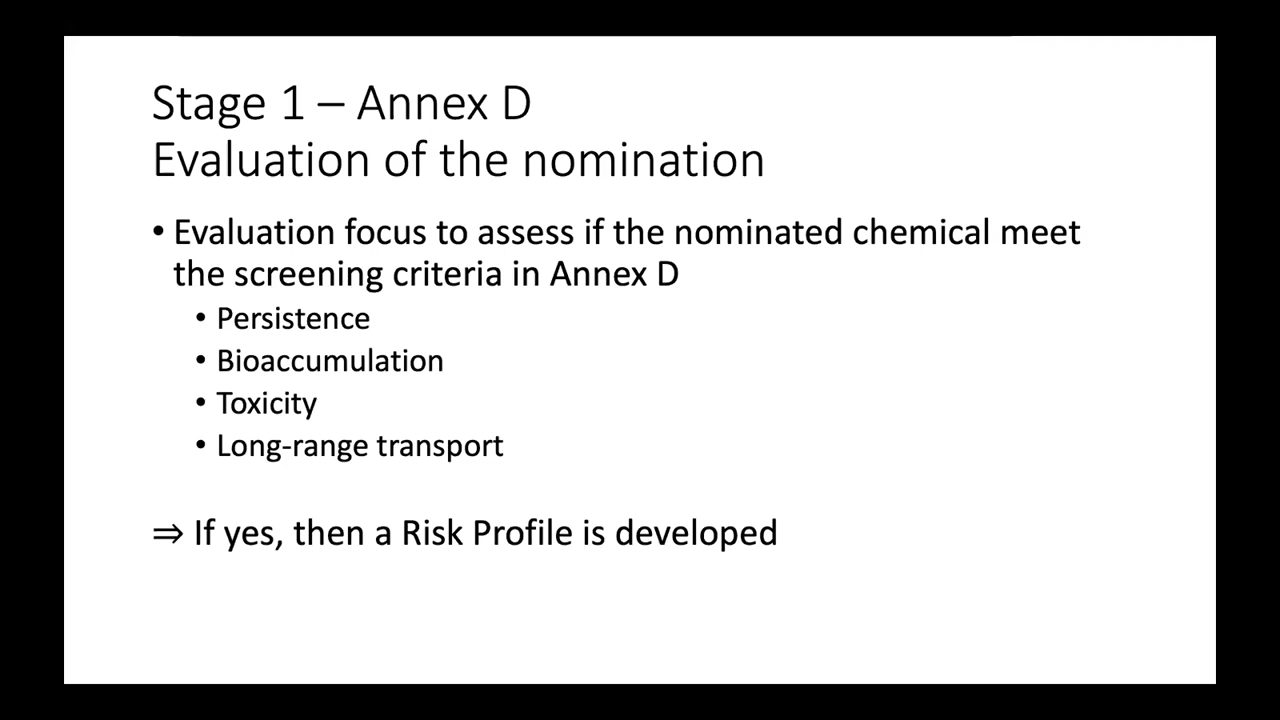 Stage 1 – Annex D
Evaluation of the nomination
• Evaluation focus to assess if the nominated chemical meet
the screening criteria in Annex D
• Persistence
• Bioaccumulation
• Toxicity
• Long-range transport
⇒ If yes, then a Risk Profile is developed